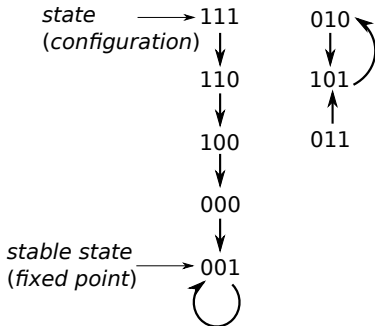 state
(configuration)
111
010
110
101
100
011
000
stable state
(fixed point)
001